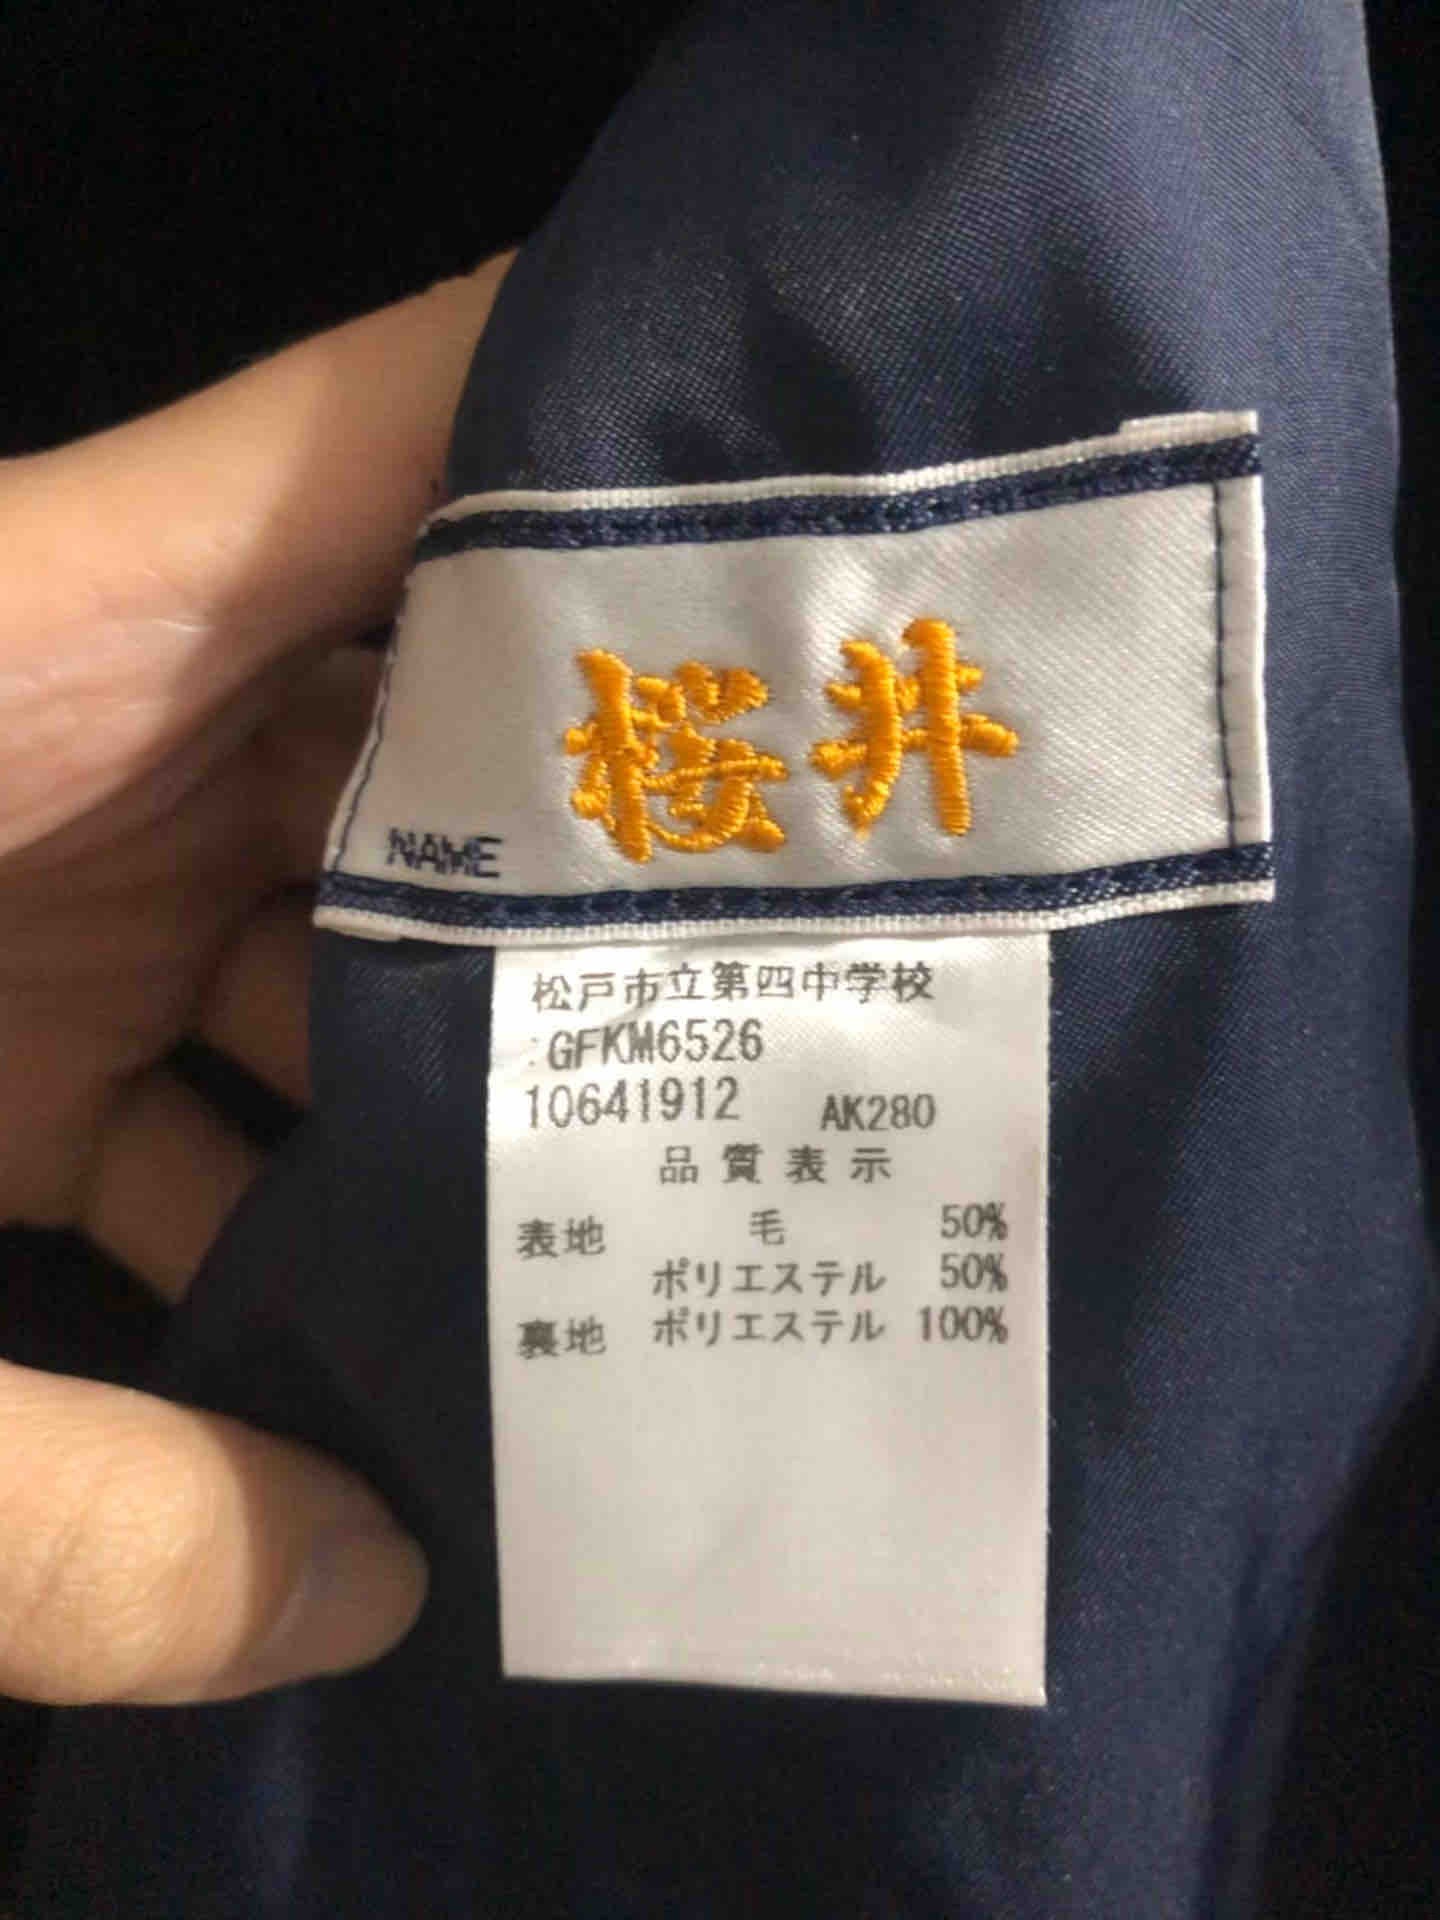 桜井
NAME
松戸市立第四中学校
:GFKM6526
10641912 AK280
品質表示
表地 毛 50%
ポリエステル 50%
裏地 ポリエステル 100%